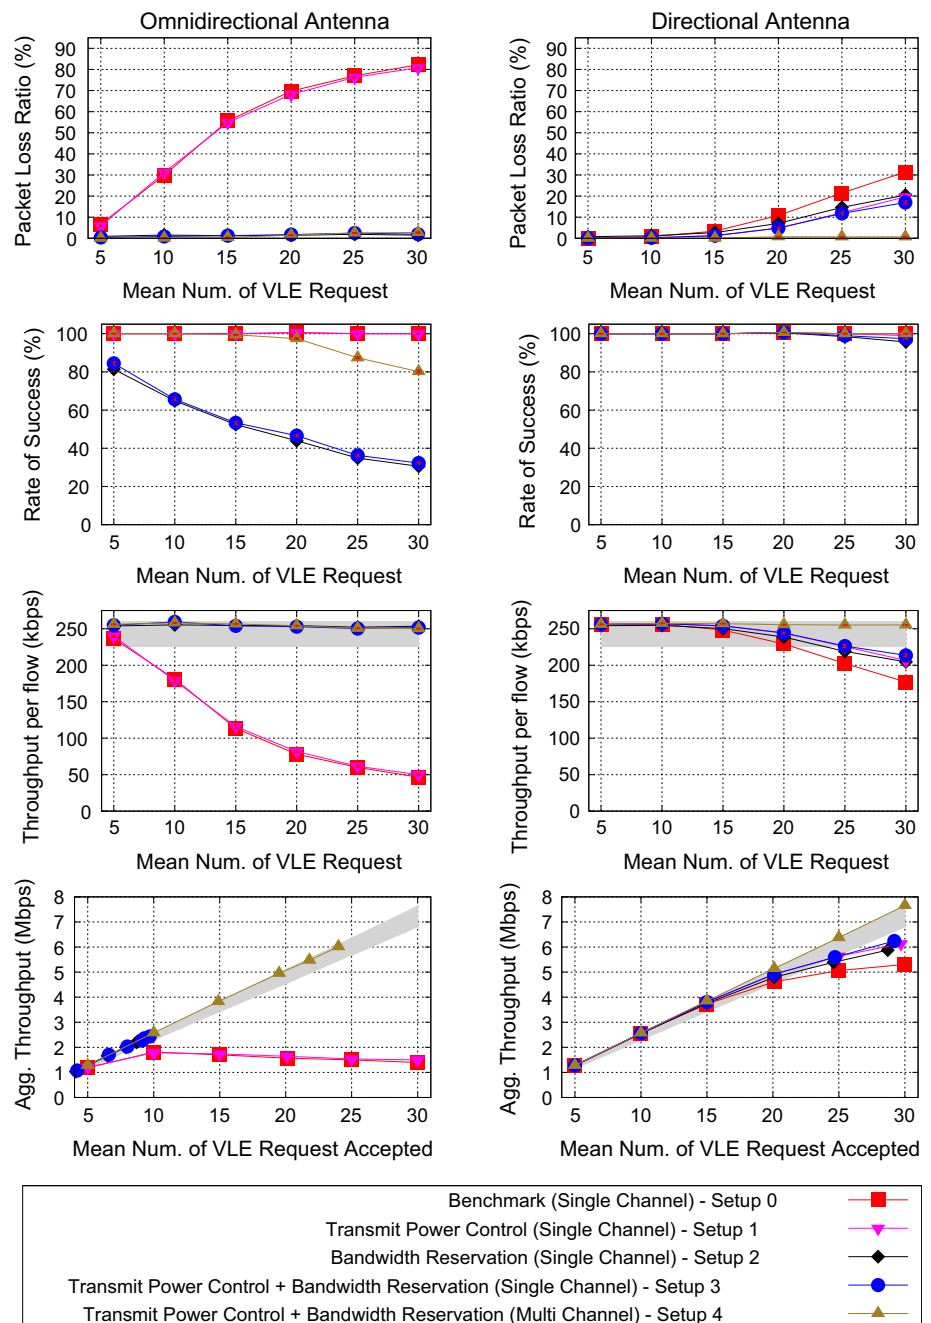 Omnidirectional Antenna
Directional Antenna
Packet Loss Ratio (%)
90
80
70
60
50
40
30
20
10
0
5 10 15 20 25 30
Mean Num. of VLE Request
Packet Loss Ratio (%)
90
80
70
60
50
40
30
20
10
0
5 10 15 20 25 30
Mean Num. of VLE Request
Rate of Success (%)
100
80
60
40
20
0
5 10 15 20 25 30
Mean Num. of VLE Request
Rate of Success (%)
100
80
60
40
20
0
5 10 15 20 25 30
Mean Num. of VLE Request
Throughput per flow (kbps)
250
200
150
100
50
0
5 10 15 20 25 30
Mean Num. of VLE Request
Throughput per flow (kbps)
250
200
150
100
50
0
5 10 15 20 25 30
Mean Num. of VLE Request
Agg. Throughput (Mbps)
8
7
6
5
4
3
2
1
0
5 10 15 20 25 30
Mean Num. of VLE Request Accepted
Agg. Throughput (Mbps)
8
7
6
5
4
3
2
1
0
5 10 15 20 25 30
Mean Num. of VLE Request Accepted
Benchmark (Single Channel) - Setup 0
Transmit Power Control (Single Channel) - Setup 1
Bandwidth Reservation (Single Channel) - Setup 2
Transmit Power Control + Bandwidth Reservation (Single Channel) - Setup 3
Transmit Power Control + Bandwidth Reservation (Multi Channel) - Setup 4